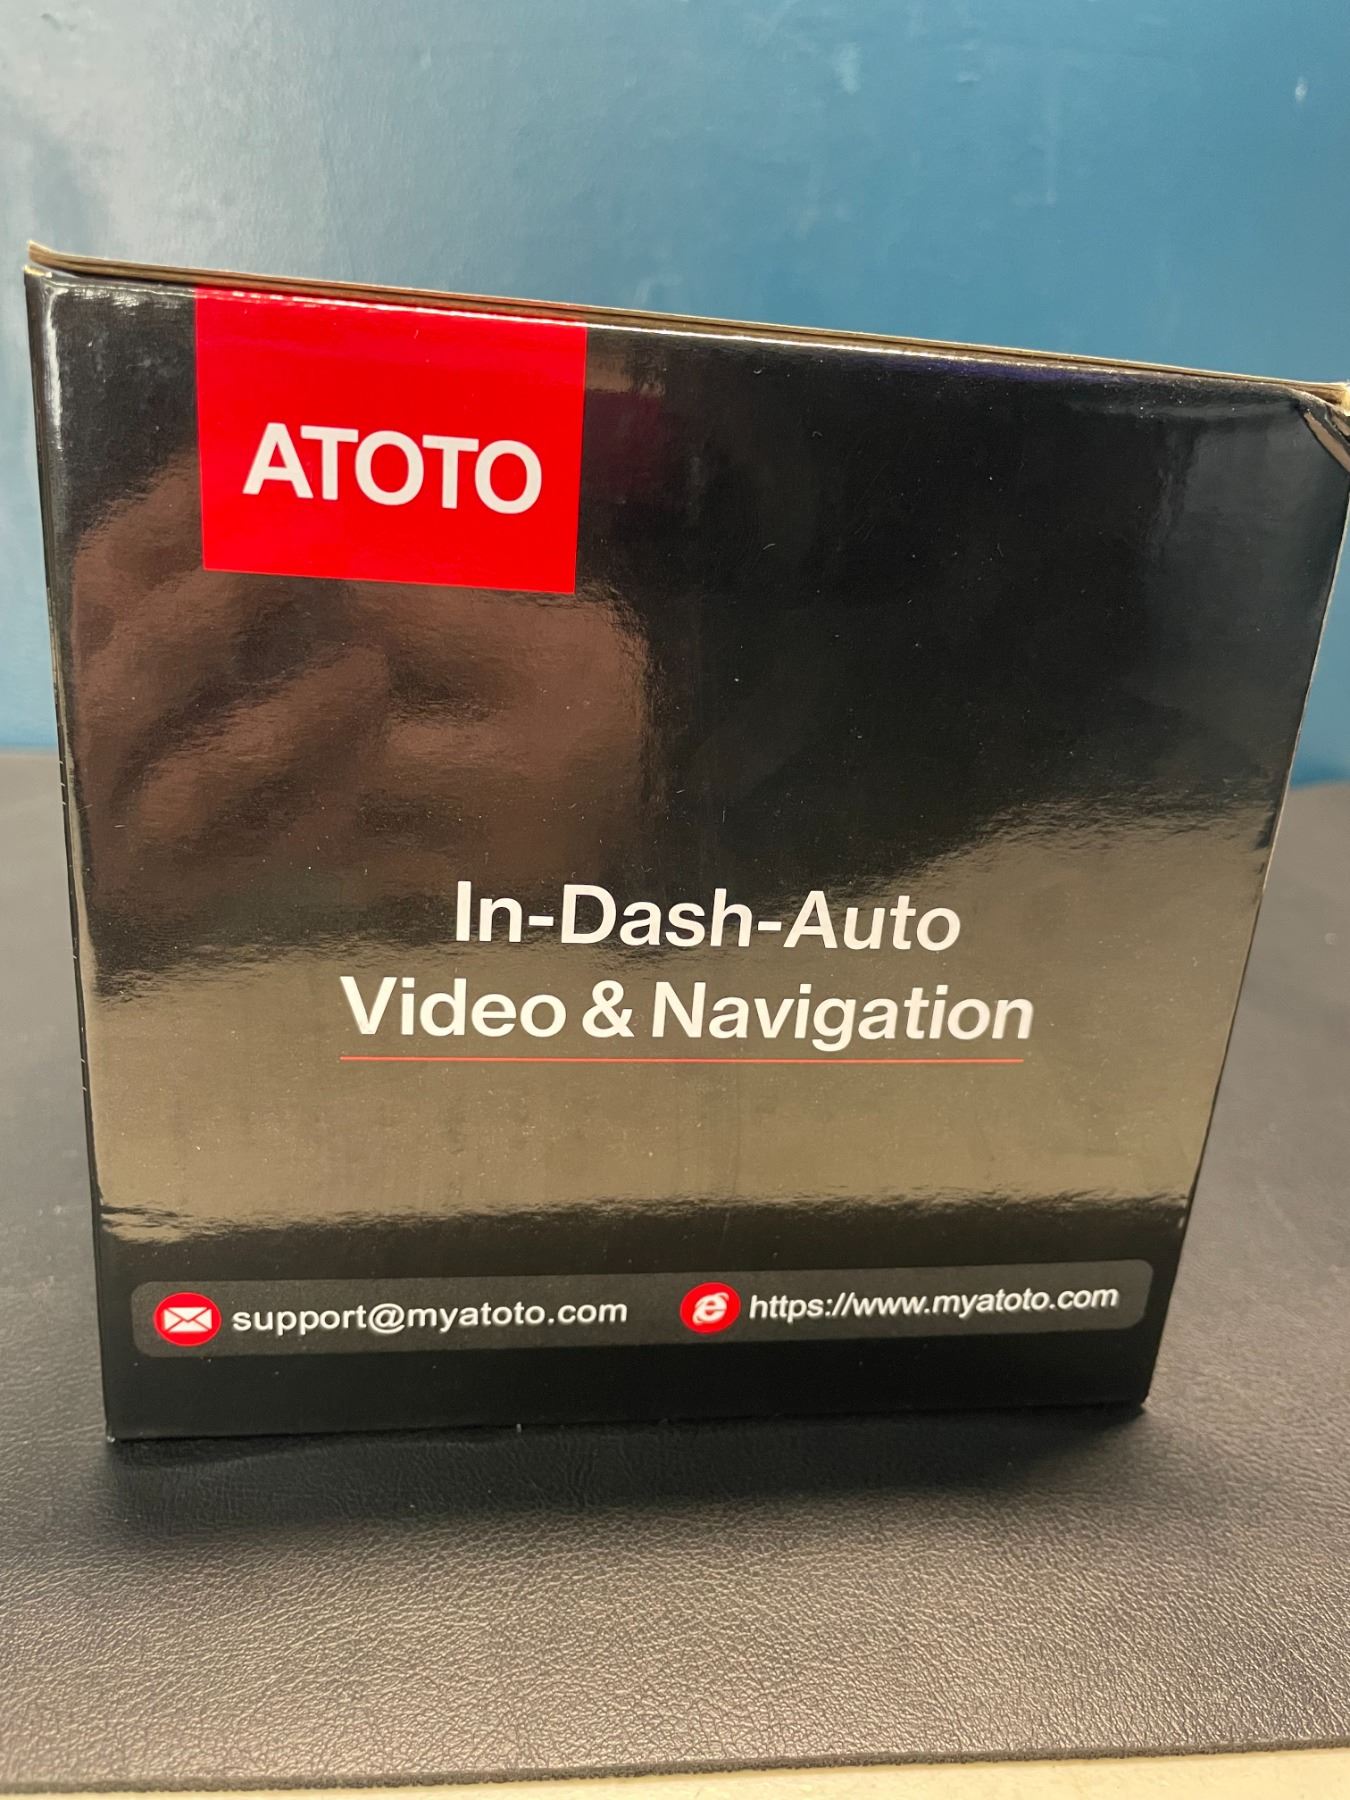 ATOTO
In-Dash-Auto
Video & Navigation
support@myatoto.com
https://www.myatoto.com